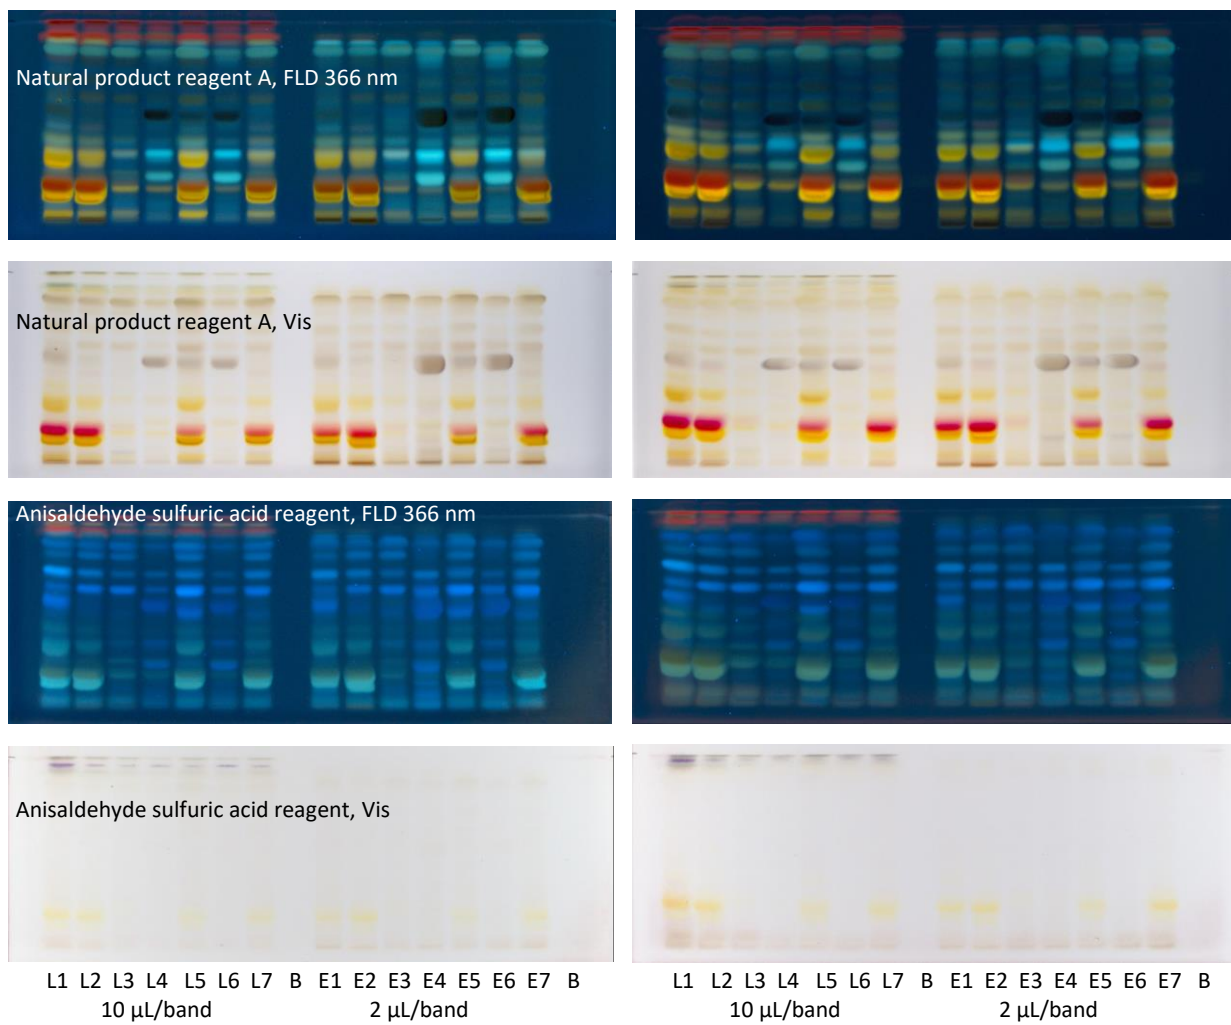 Natural product reagent A, FLD 366 nm
Natural product reagent A, Vis
Anisaldehyde sulfuric acid reagent, FLD 366 nm
Anisaldehyde sulfuric acid reagent, Vis
L1 L2 L3 L4 L5 L6 L7 B E1 E2 E3 E4 E5 E6 E7 B
10 µL/band 2 µL/band
L1 L2 L3 L4 L5 L6 L7 B E1 E2 E3 E4 E5 E6 E7 B
10 µL/band 2 µL/band